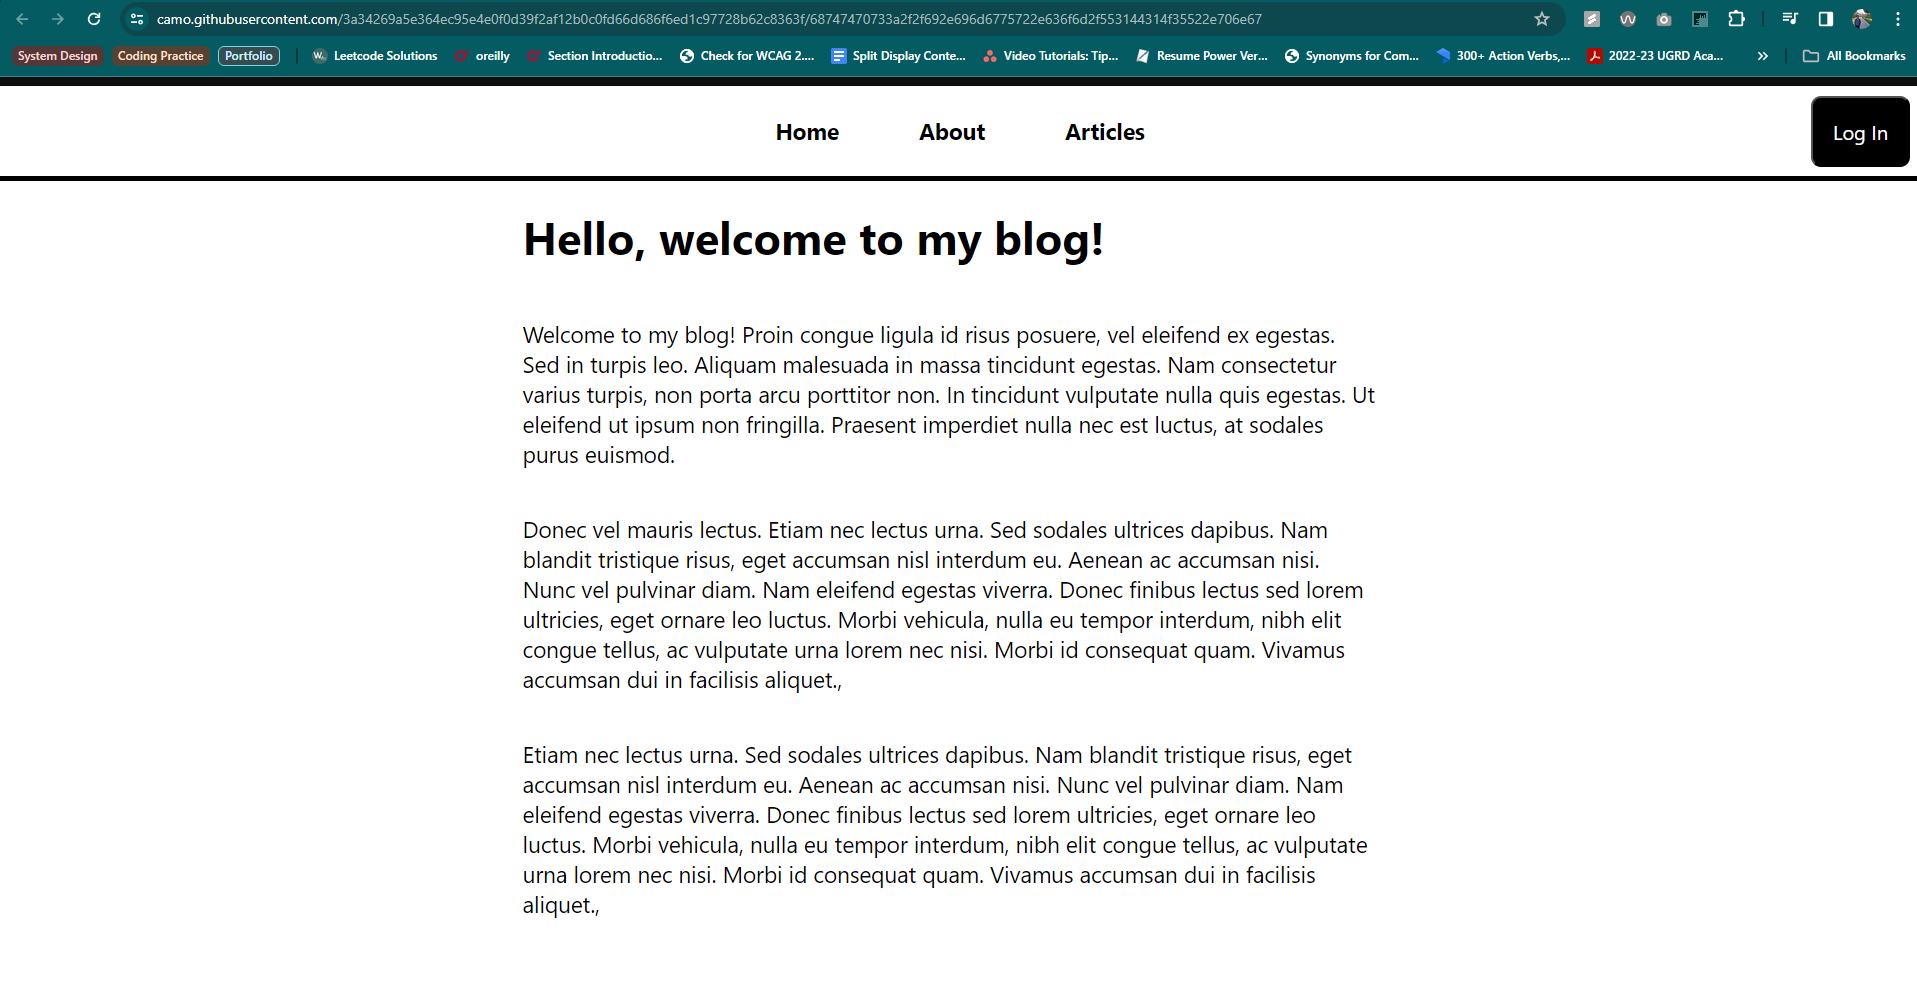 camo.githubusercontent.com/3a34269a5e364ec95e4e0f0d39f2af12b0c0fd66d686f6ed1c97728b62c8363f/68747470733a2f2f692e696d6775722e636f6d2f553144314f35522e706e67
System Design Coding Practice Portfolio Leetcode Solutions oreilly Section Introductio... Check for WCAG 2.... Split Display Conte... Video Tutorials: Tip... Resume Power Ver... Synonyms for Com... 300+ Action Verbs,... 2022-23 UGRD Aca... » All Bookmarks
Home About Articles Log In
Hello, welcome to my blog!
Welcome to my blog! Proin congue ligula id risus posuere, vel eleifend ex egestas.
Sed in turpis leo. Aliquam malesuada in massa tincidunt egestas. Nam consectetur
varius turpis, non porta arcu porttitor non. In tincidunt vulputate nulla quis egestas. Ut
eleifend ut ipsum non fringilla. Praesent imperdiet nulla nec est luctus, at sodales
purus euismod.
Donec vel mauris lectus. Etiam nec lectus urna. Sed sodales ultrices dapibus. Nam
blandit tristique risus, eget accumsan nisl interdum eu. Aenean ac accumsan nisi.
Nunc vel pulvinar diam. Nam eleifend egestas viverra. Donec finibus lectus sed lorem
ultricies, eget ornare leo luctus. Morbi vehicula, nulla eu tempor interdum, nibh elit
congue tellus, ac vulputate urna lorem nec nisi. Morbi id consequat quam. Vivamus
accumsan dui in facilisis aliquet.,
Etiam nec lectus urna. Sed sodales ultrices dapibus. Nam blandit tristique risus, eget
accumsan nisl interdum eu. Aenean ac accumsan nisi. Nunc vel pulvinar diam. Nam
eleifend egestas viverra. Donec finibus lectus sed lorem ultricies, eget ornare leo
luctus. Morbi vehicula, nulla eu tempor interdum, nibh elit congue tellus, ac vulputate
urna lorem nec nisi. Morbi id consequat quam. Vivamus accumsan dui in facilisis
aliquet.,